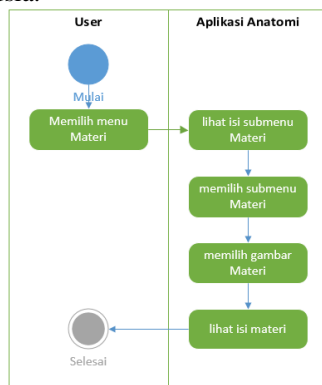 User
Aplikasi Anatomi
Mulai
Memilih menu
Materi
lihat isi submenu
Materi
memilih submenu
Materi
memilih gambar
Materi
lihat isi materi
Selesai